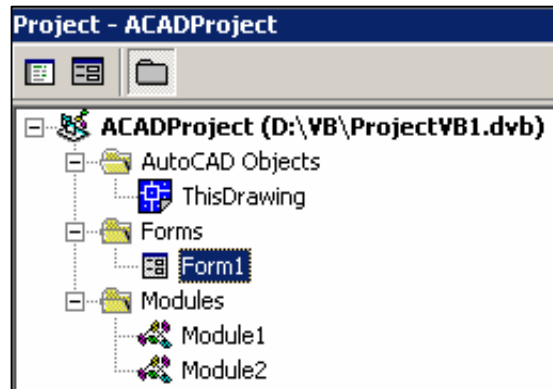 Project - ACADProject
ACADProject (D:\VB\ProjectVB1.dvb)
AutoCAD Objects
ThisDrawing
Forms
Form1
Modules
Module1
Module2